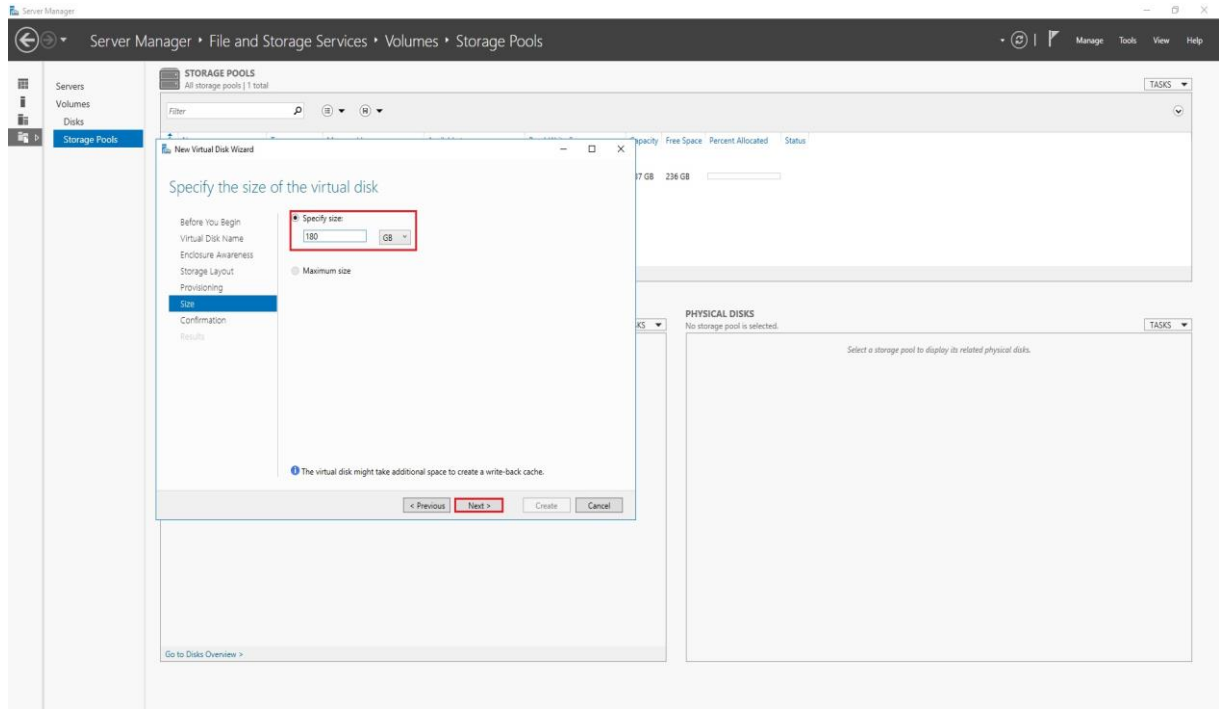 Server Manager
Server Manager • File and Storage Services • Volumes • Storage Pools
Manage Tools View Help
Servers
Volumes
Disks
Storage Pools
STORAGE POOLS
All storage pools | 1 total
TASKS
Filter
Capacity Free Space Percent Allocated Status
236 GB
New Virtual Disk Wizard
Specify the size of the virtual disk
Before You Begin
Virtual Disk Name
Enclosure Awareness
Storage Layout
Provisioning
Size
Confirmation
Results
Specify size:
180 GB
Maximum size
The virtual disk might take additional space to create a write-back cache.
< Previous Next > Create Cancel
PHYSICAL DISKS
No storage pool is selected.
TASKS
Select a storage pool to display its related physical disks.
Go to Disks Overview >